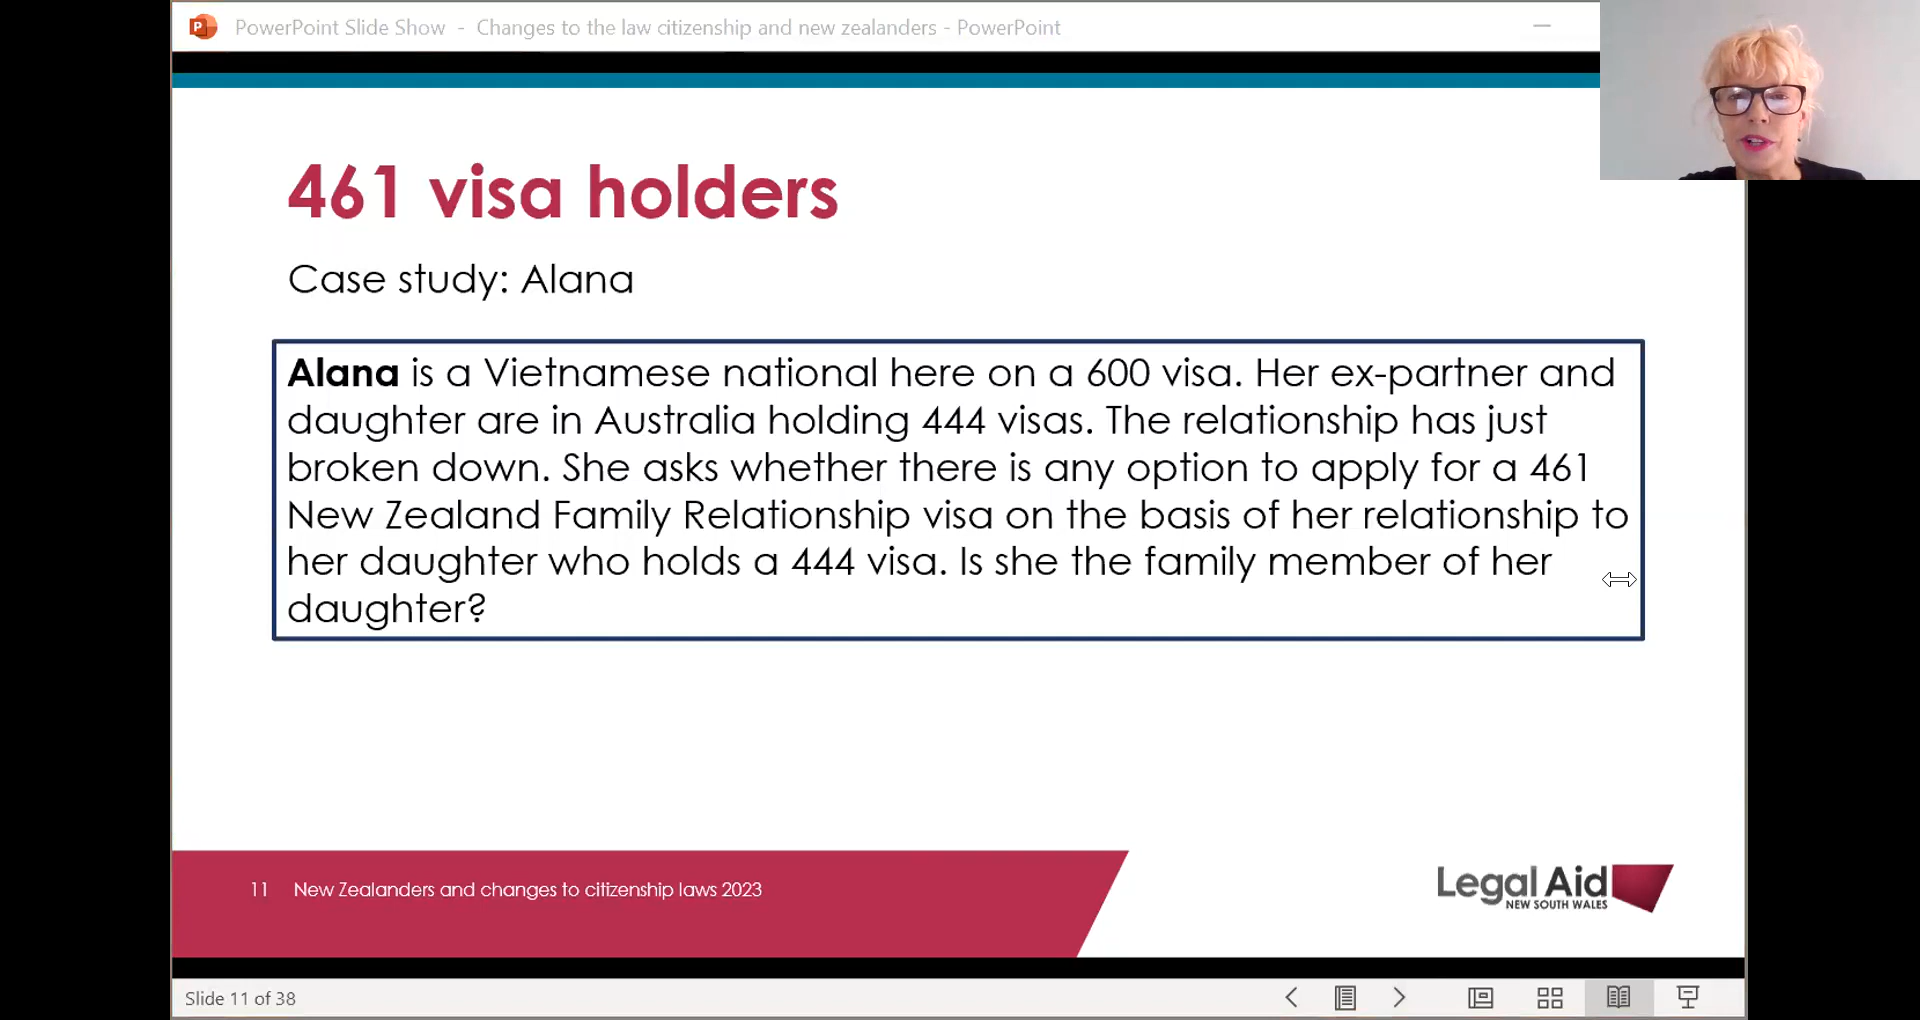 PowerPoint Slide Show - Changes to the law citizenship and new zealanders - PowerPoint
461 visa holders
Case study: Alana
Alana is a Vietnamese national here on a 600 visa. Her ex-partner and
daughter are in Australia holding 444 visas. The relationship has just
broken down. She asks whether there is any option to apply for a 461
New Zealand Family Relationship visa on the basis of her relationship to
her daughter who holds a 444 visa. Is she the family member of her
daughter?
11 New Zealanders and changes to citizenship laws 2023
Legal Aid
NEW SOUTH WALES
Slide 11 of 38